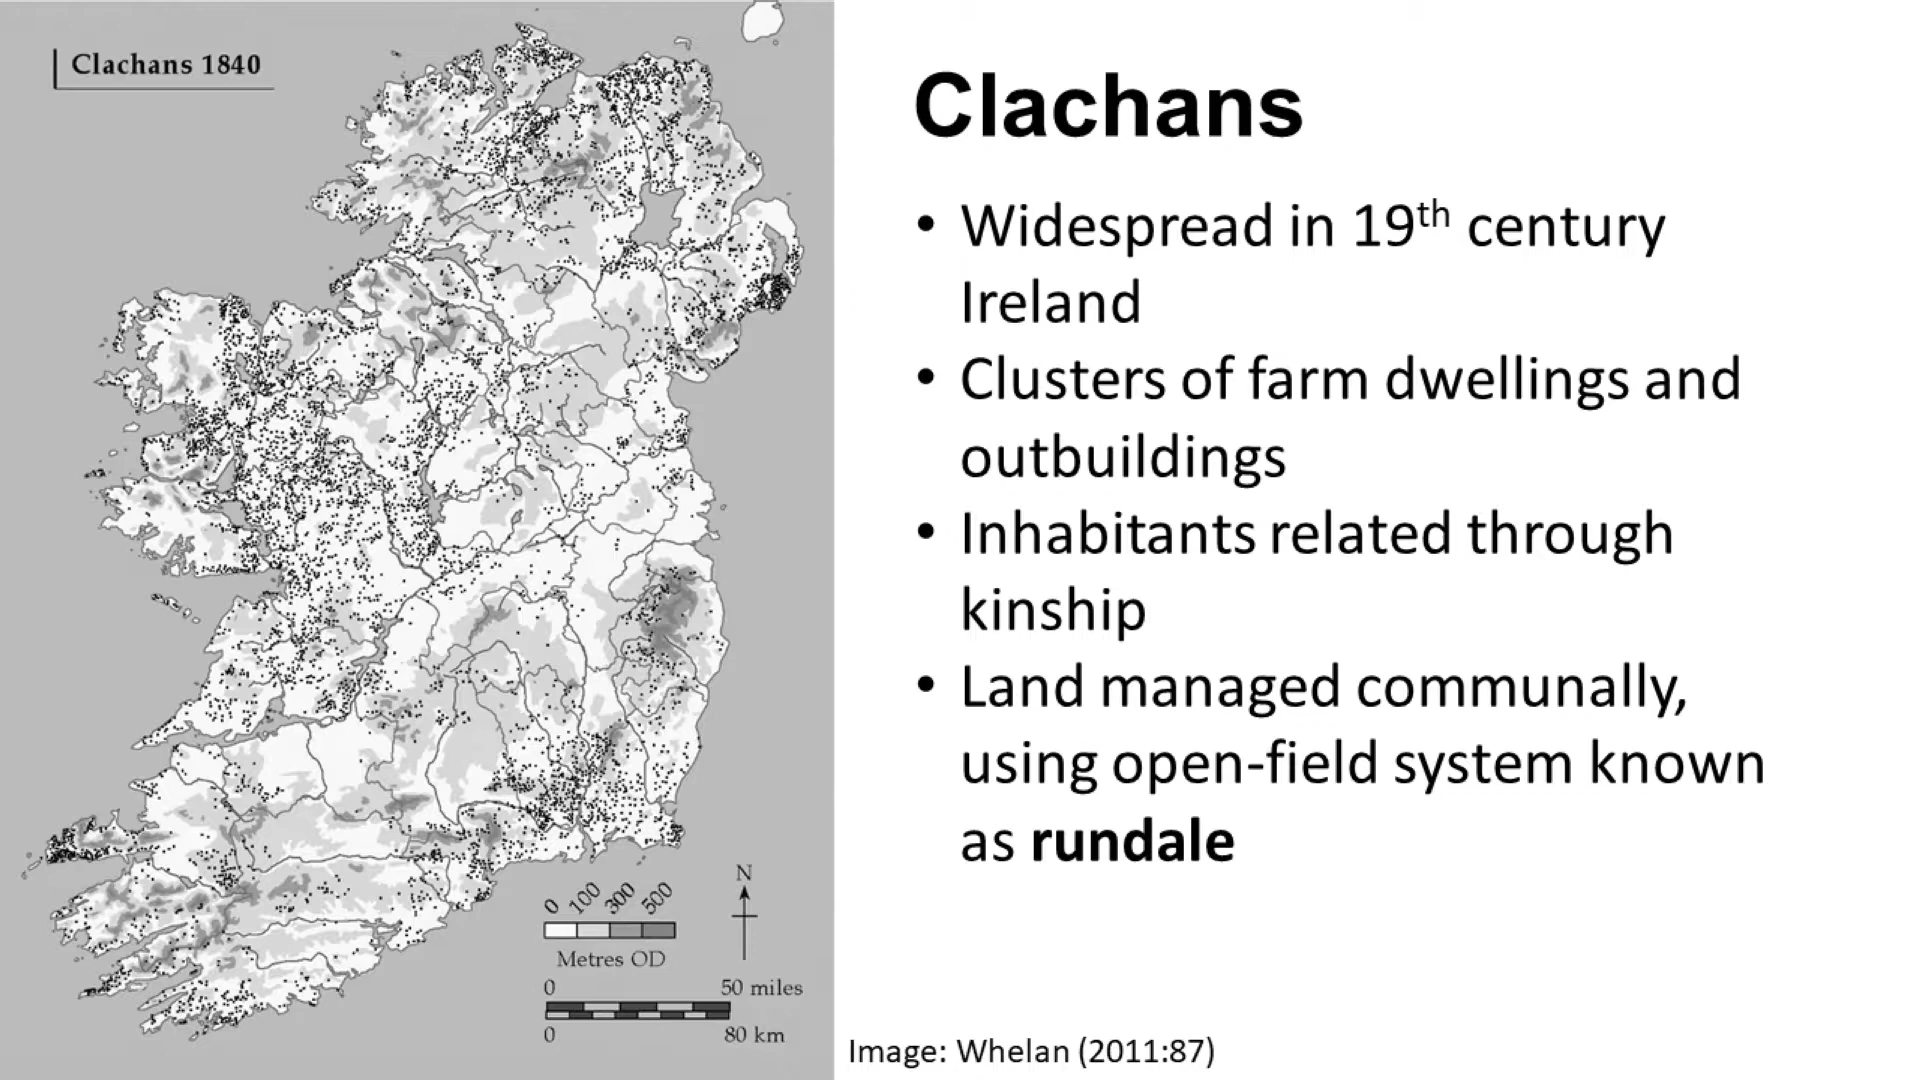 Clachans 1840
N
0 100 300 500
Metres OD
0 50 miles
0 80 km
Clachans
• Widespread in 19th century
Ireland
• Clusters of farm dwellings and
outbuildings
• Inhabitants related through
kinship
• Land managed communally,
using open-field system known
as rundale
Image: Whelan (2011:87)